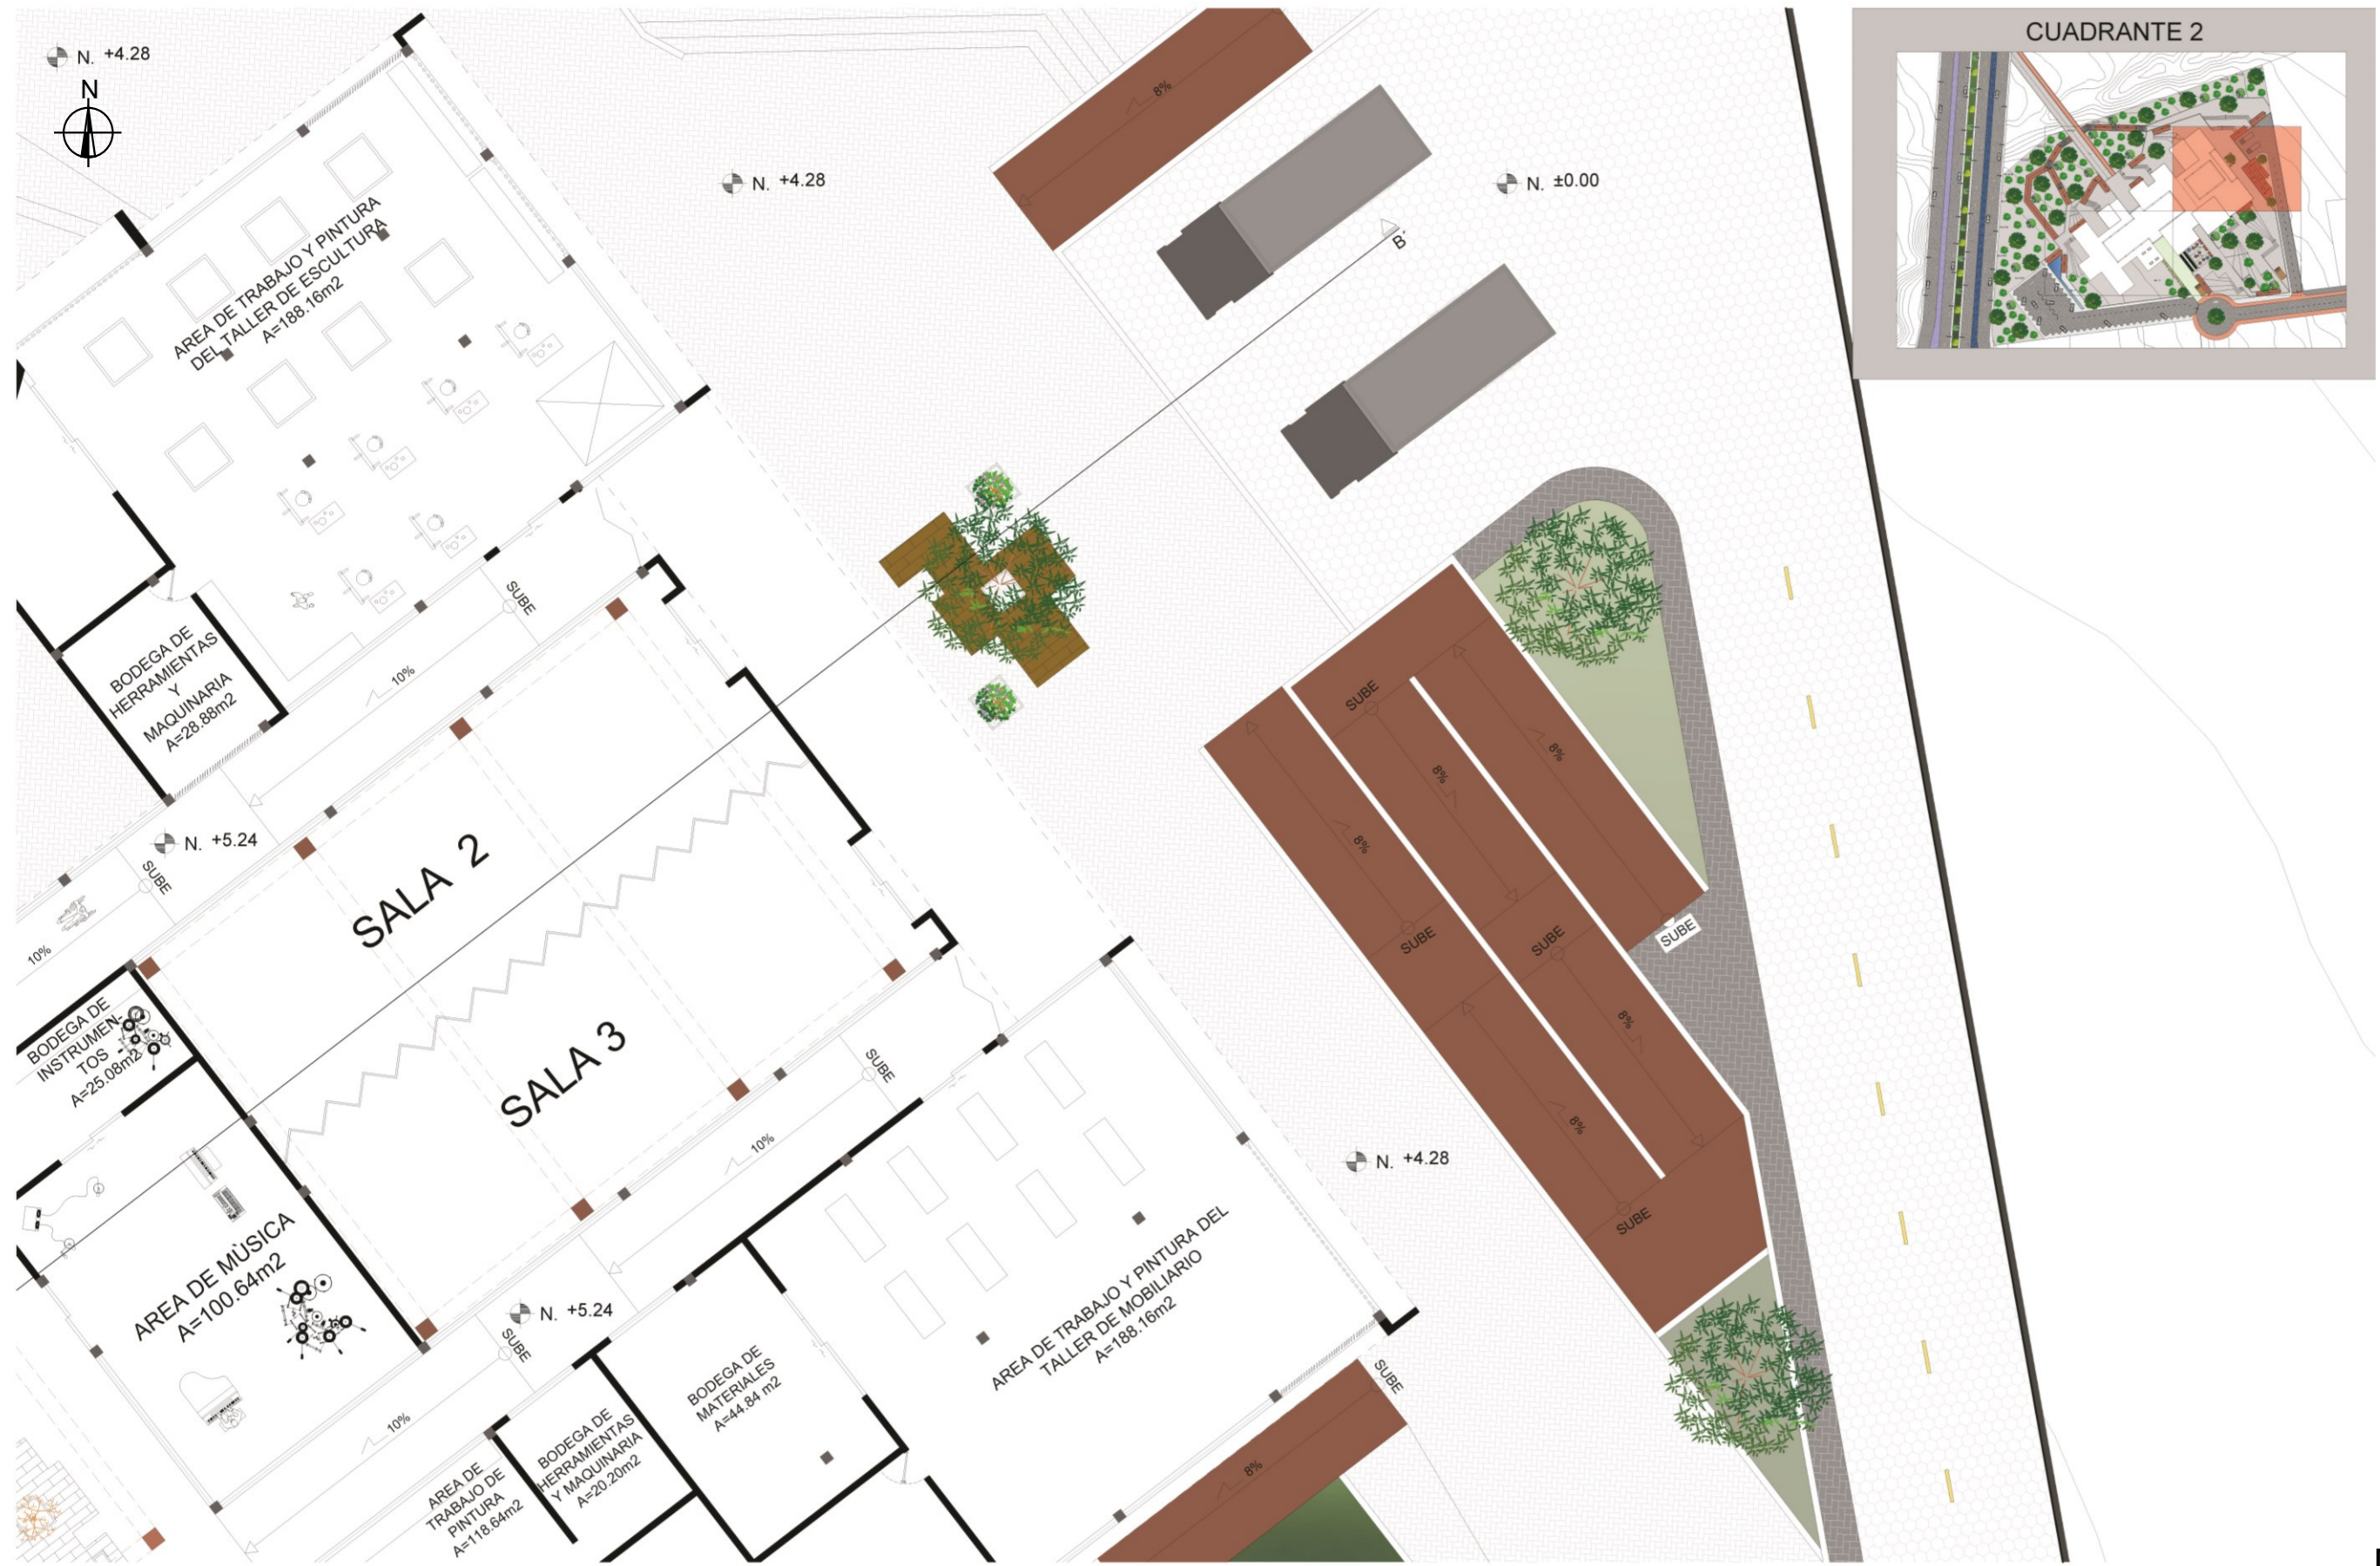 CUADRANTE 2
N. +4.28
N
N. +4.28
N. ±0.00
8%
B'
AREA DE TRABAJO Y PINTURA
DEL TALLER DE ESCULTURA
A=188.16m2
SUBE
BODEGA DE
HERRAMIENTAS
Y
MAQUINARIA
A=28.88m2
10%
N. +5.24
SUBE
10%
SALA 2
SALA 3
BODEGA DE
INSTRUMEN-
TOS
A=25.08m2
AREA DE MÙSICA
A=100.64m2
SUBE
10%
N. +5.24
SUBE
10%
AREA DE
TRABAJO DE
PINTURA
A=118.64m2
BODEGA DE
HERRAMIENTAS
Y MAQUINARIA
A=20.20m2
BODEGA DE
MATERIALES
A=44.84 m2
AREA DE TRABAJO Y PINTURA DEL
TALLER DE MOBILIARIO
A=188.16m2
SUBE
8%
N. +4.28
SUBE
8%
8%
8%
SUBE
SUBE
SUBE
8%
8%
SUBE